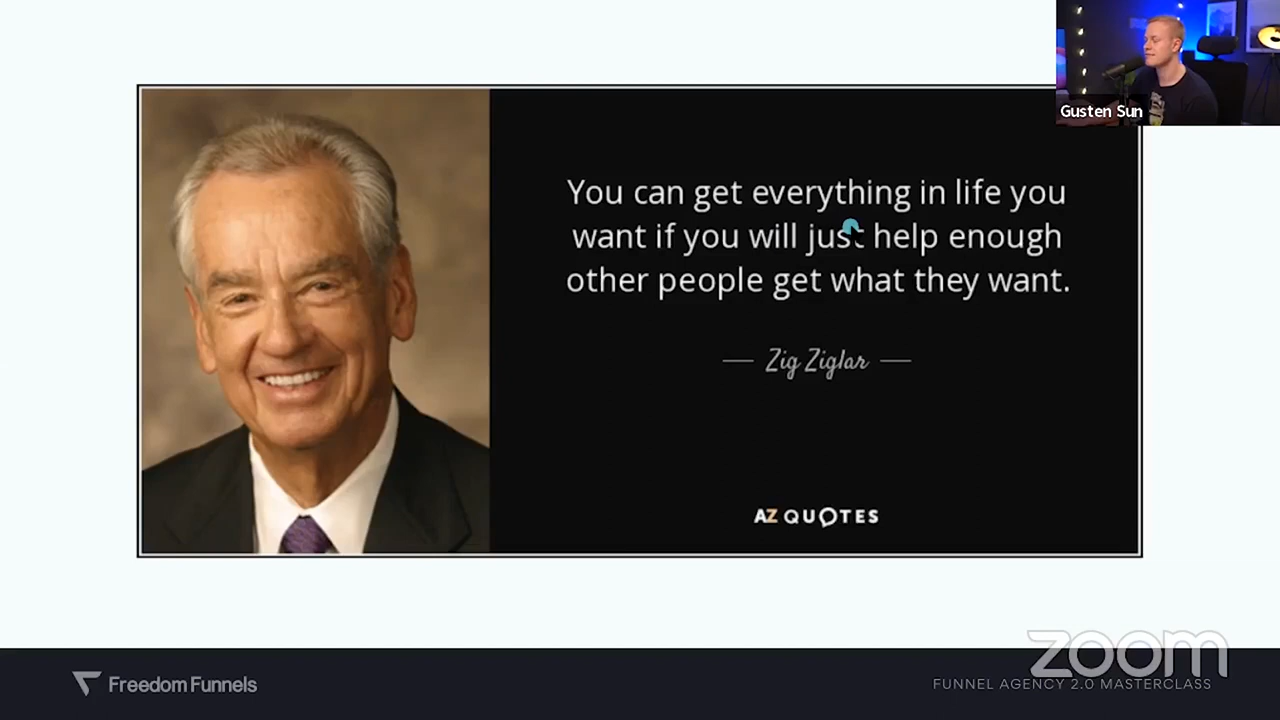 Gusten Sun
You can get everything in life you
want if you will just help enough
other people get what they want.
Zig Ziglar
AZ QUOTES
zoom
Freedom Funnels
FUNNEL AGENCY 2.0 MASTERCLASS